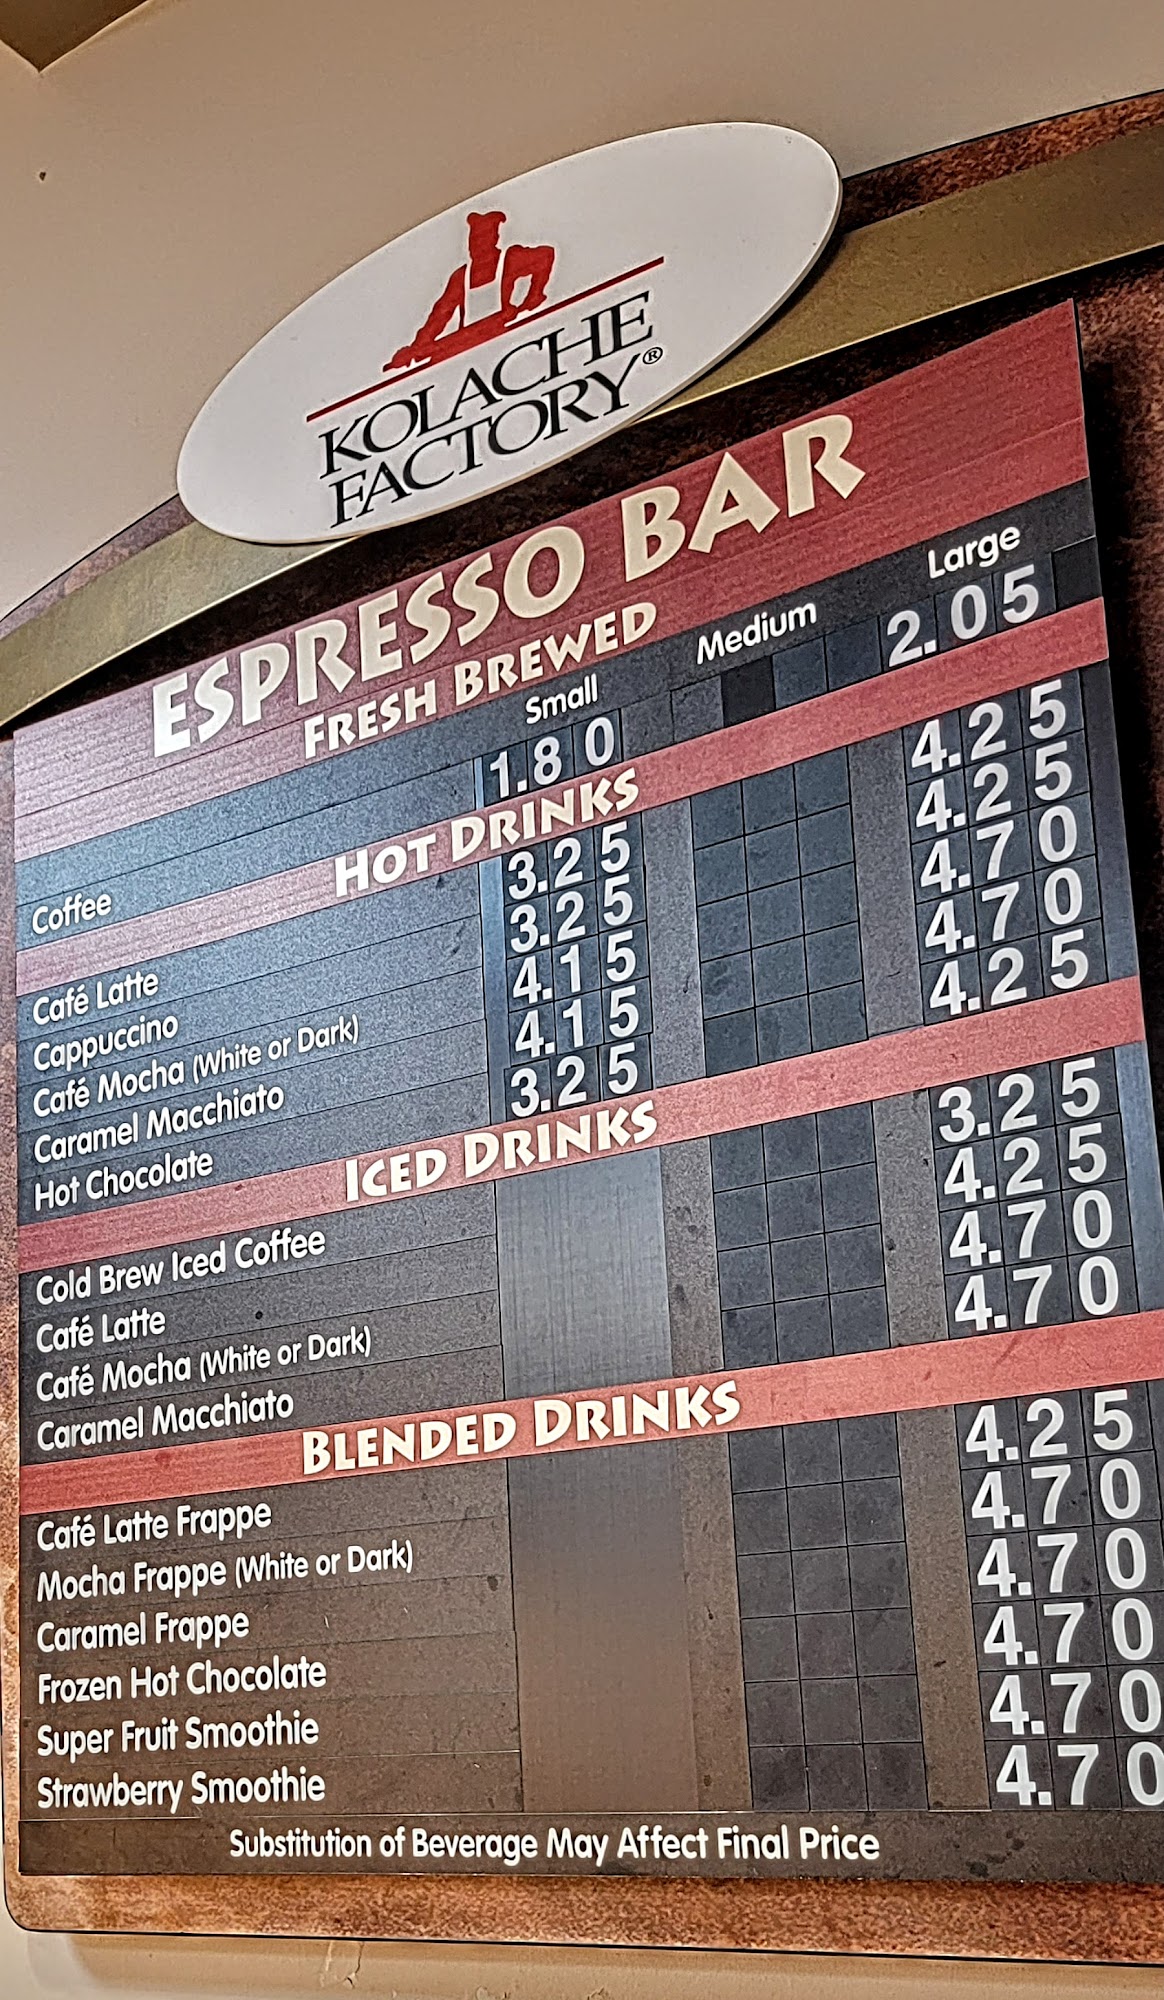 KOLACHE
FACTORY®
ESPRESSO BAR
FRESH BREWED
Small Medium Large
Coffee 1.80 2.05
HOT DRINKS
Café Latte 3.25 4.25
Cappuccino 3.25 4.25
Café Mocha (White or Dark) 4.15 4.70
Caramel Macchiato 4.15 4.70
Hot Chocolate 3.25 4.25
ICED DRINKS
Cold Brew Iced Coffee 3.25
Café Latte 4.25
Café Mocha (White or Dark) 4.70
Caramel Macchiato 4.70
BLENDED DRINKS
Café Latte Frappe 4.25
Mocha Frappe (White or Dark) 4.70
Caramel Frappe 4.70
Frozen Hot Chocolate 4.70
Super Fruit Smoothie 4.70
Strawberry Smoothie 4.70
Substitution of Beverage May Affect Final Price